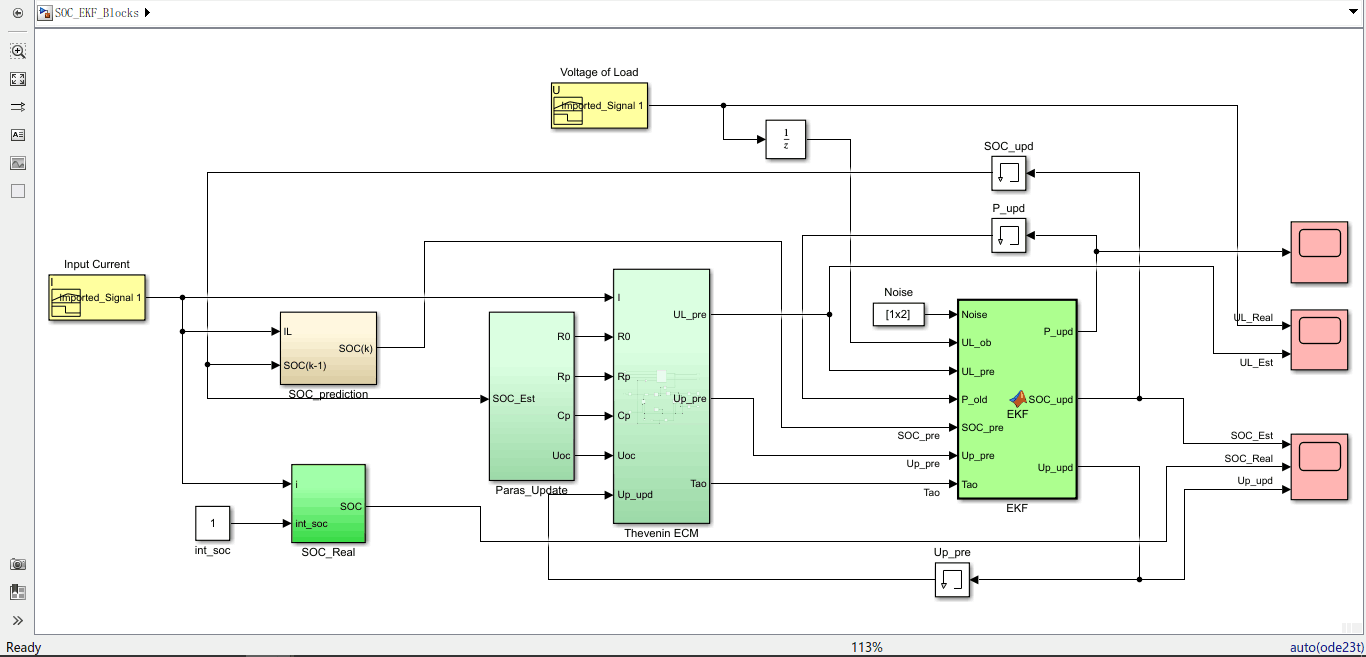 SOC_EKF_Blocks
Voltage of Load
U
Imported_Signal 1
1
z
SOC_upd
P_upd
Input Current
I
Imported_Signal 1
IL
SOC(k-1)
SOC(k)
SOC_prediction
SOC_Est
R0
Rp
Cp
Uoc
Paras_Update
I
R0
Rp
Cp
Uoc
Up_upd
UL_pre
Up_pre
Tao
Thevenin ECM
Noise
[1x2]
SOC_pre
Up_pre
Tao
Noise
UL_ob
UL_pre
P_old
SOC_pre
Up_pre
Tao
EKF
P_upd
SOC_upd
Up_upd
EKF
UL_Real
UL_Est
SOC_Est
SOC_Real
Up_upd
1
int_soc
i
int_soc
SOC
SOC_Real
Up_pre
Ready
113%
auto(ode23t)